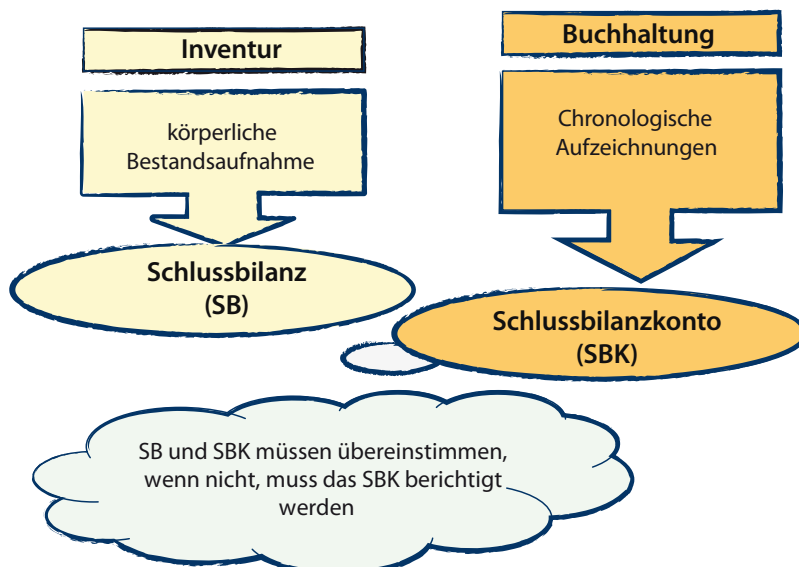 Inventur
körperliche
Bestandsaufnahme
Schlussbilanz
(SB)
Buchhaltung
Chronologische
Aufzeichnungen
Schlussbilanzkonto
(SBK)
SB und SBK müssen übereinstimmen,
wenn nicht, muss das SBK berichtigt
werden